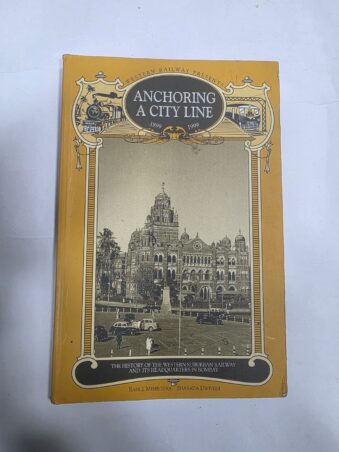 WESTERN RAILWAY PRESENTS
ANCHORING
A CITY LINE
1899 1999
THE HISTORY OF THE WESTERN SUBURBAN RAILWAY
AND ITS HEADQUARTERS IN BOMBAY
RAHUL MEHROTRA SHARADA DWIVEDI